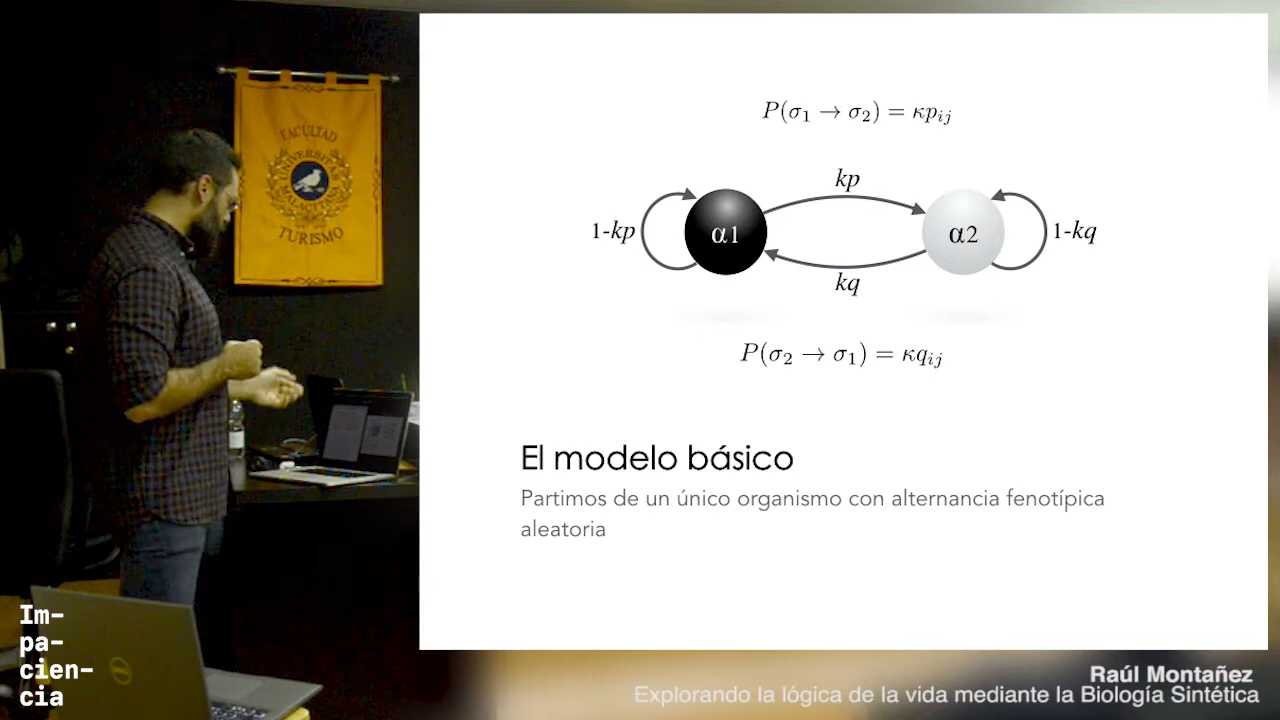 FACULTAD
UNIVERSITAS
MALACITANA
TURISMO
P(σ₁ → σ₂) = κpᵢⱼ
kp
1-kp
α1
α2
1-kq
kq
P(σ₂ → σ₁) = κqᵢⱼ
El modelo básico
Partimos de un único organismo con alternancia fenotípica
aleatoria
Im-
pa-
cien-
cia
Raúl Montañez
Explorando la lógica de la vida mediante la Biología Sintética